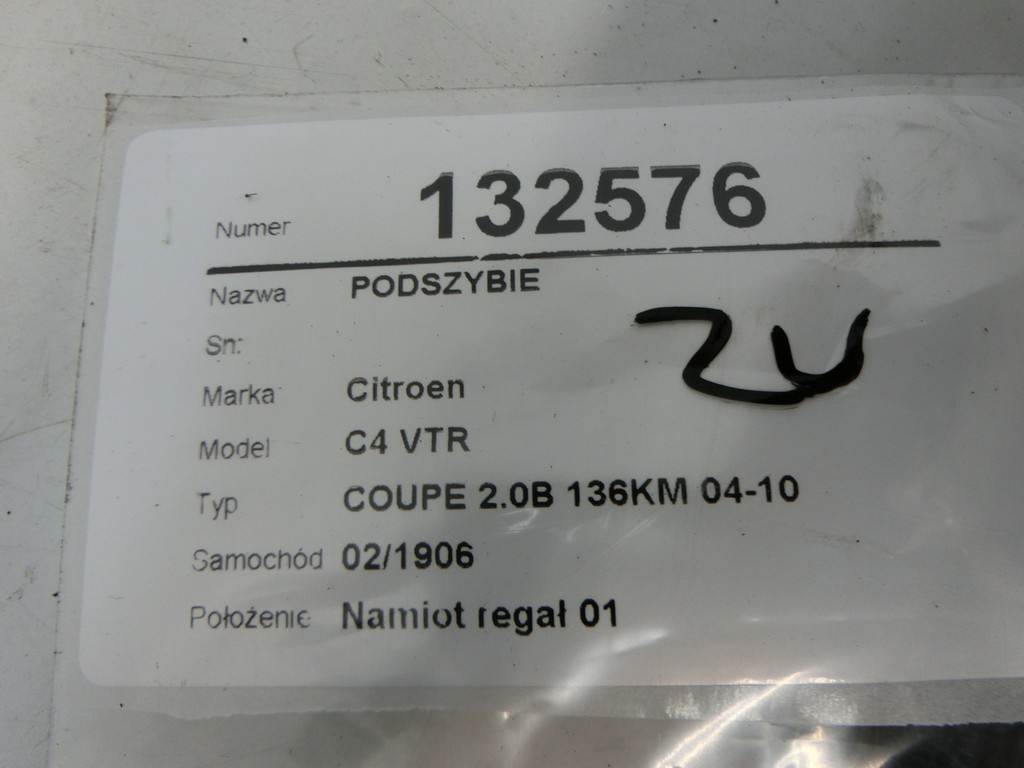 Numer 132576
Nazwa PODSZYBIE
Sn:
Marka Citroen
Model C4 VTR
Typ COUPE 2.0B 136KM 04-10
Samochód 02/1906
Położenie Namiot regał 01